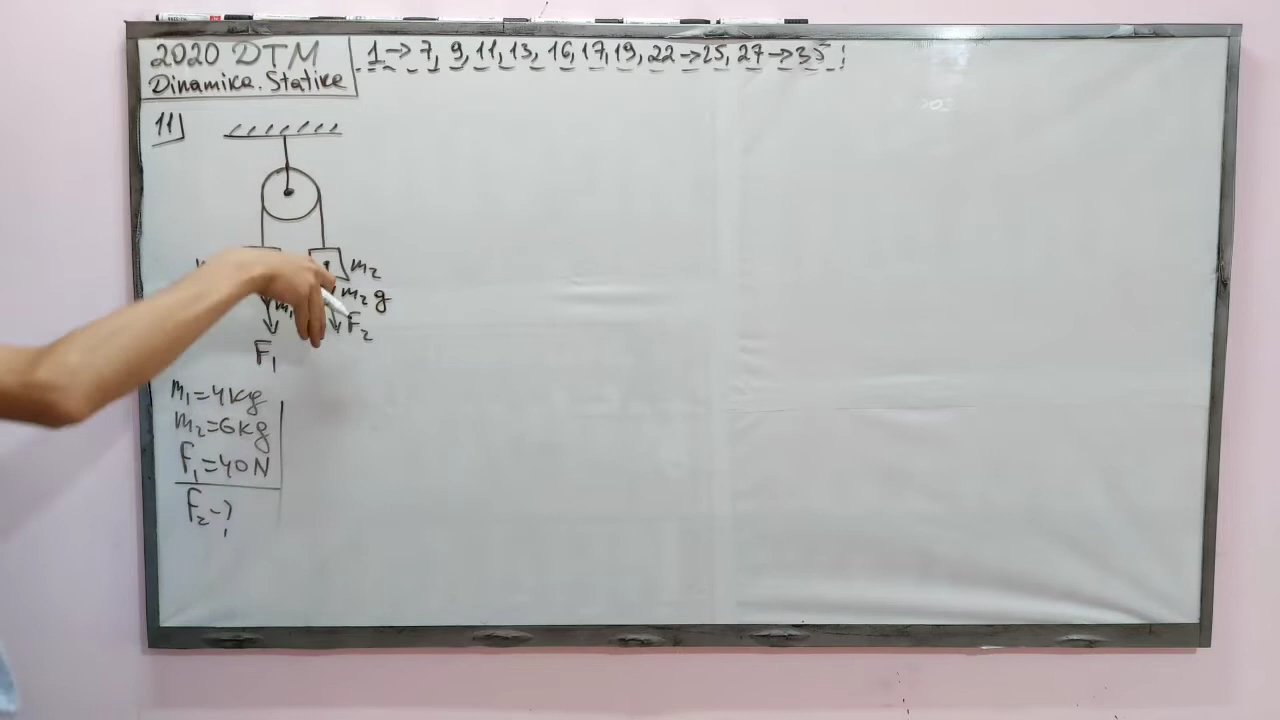 2020 DTM
Dinamika. Statika
1→7, 9, 11, 13, 16, 17, 19, 22→25, 27→35!
11]
m₂
m₂g
F₂
F₁
m₁=4kg
m₂=6kg
F₁=40N
F₂-?